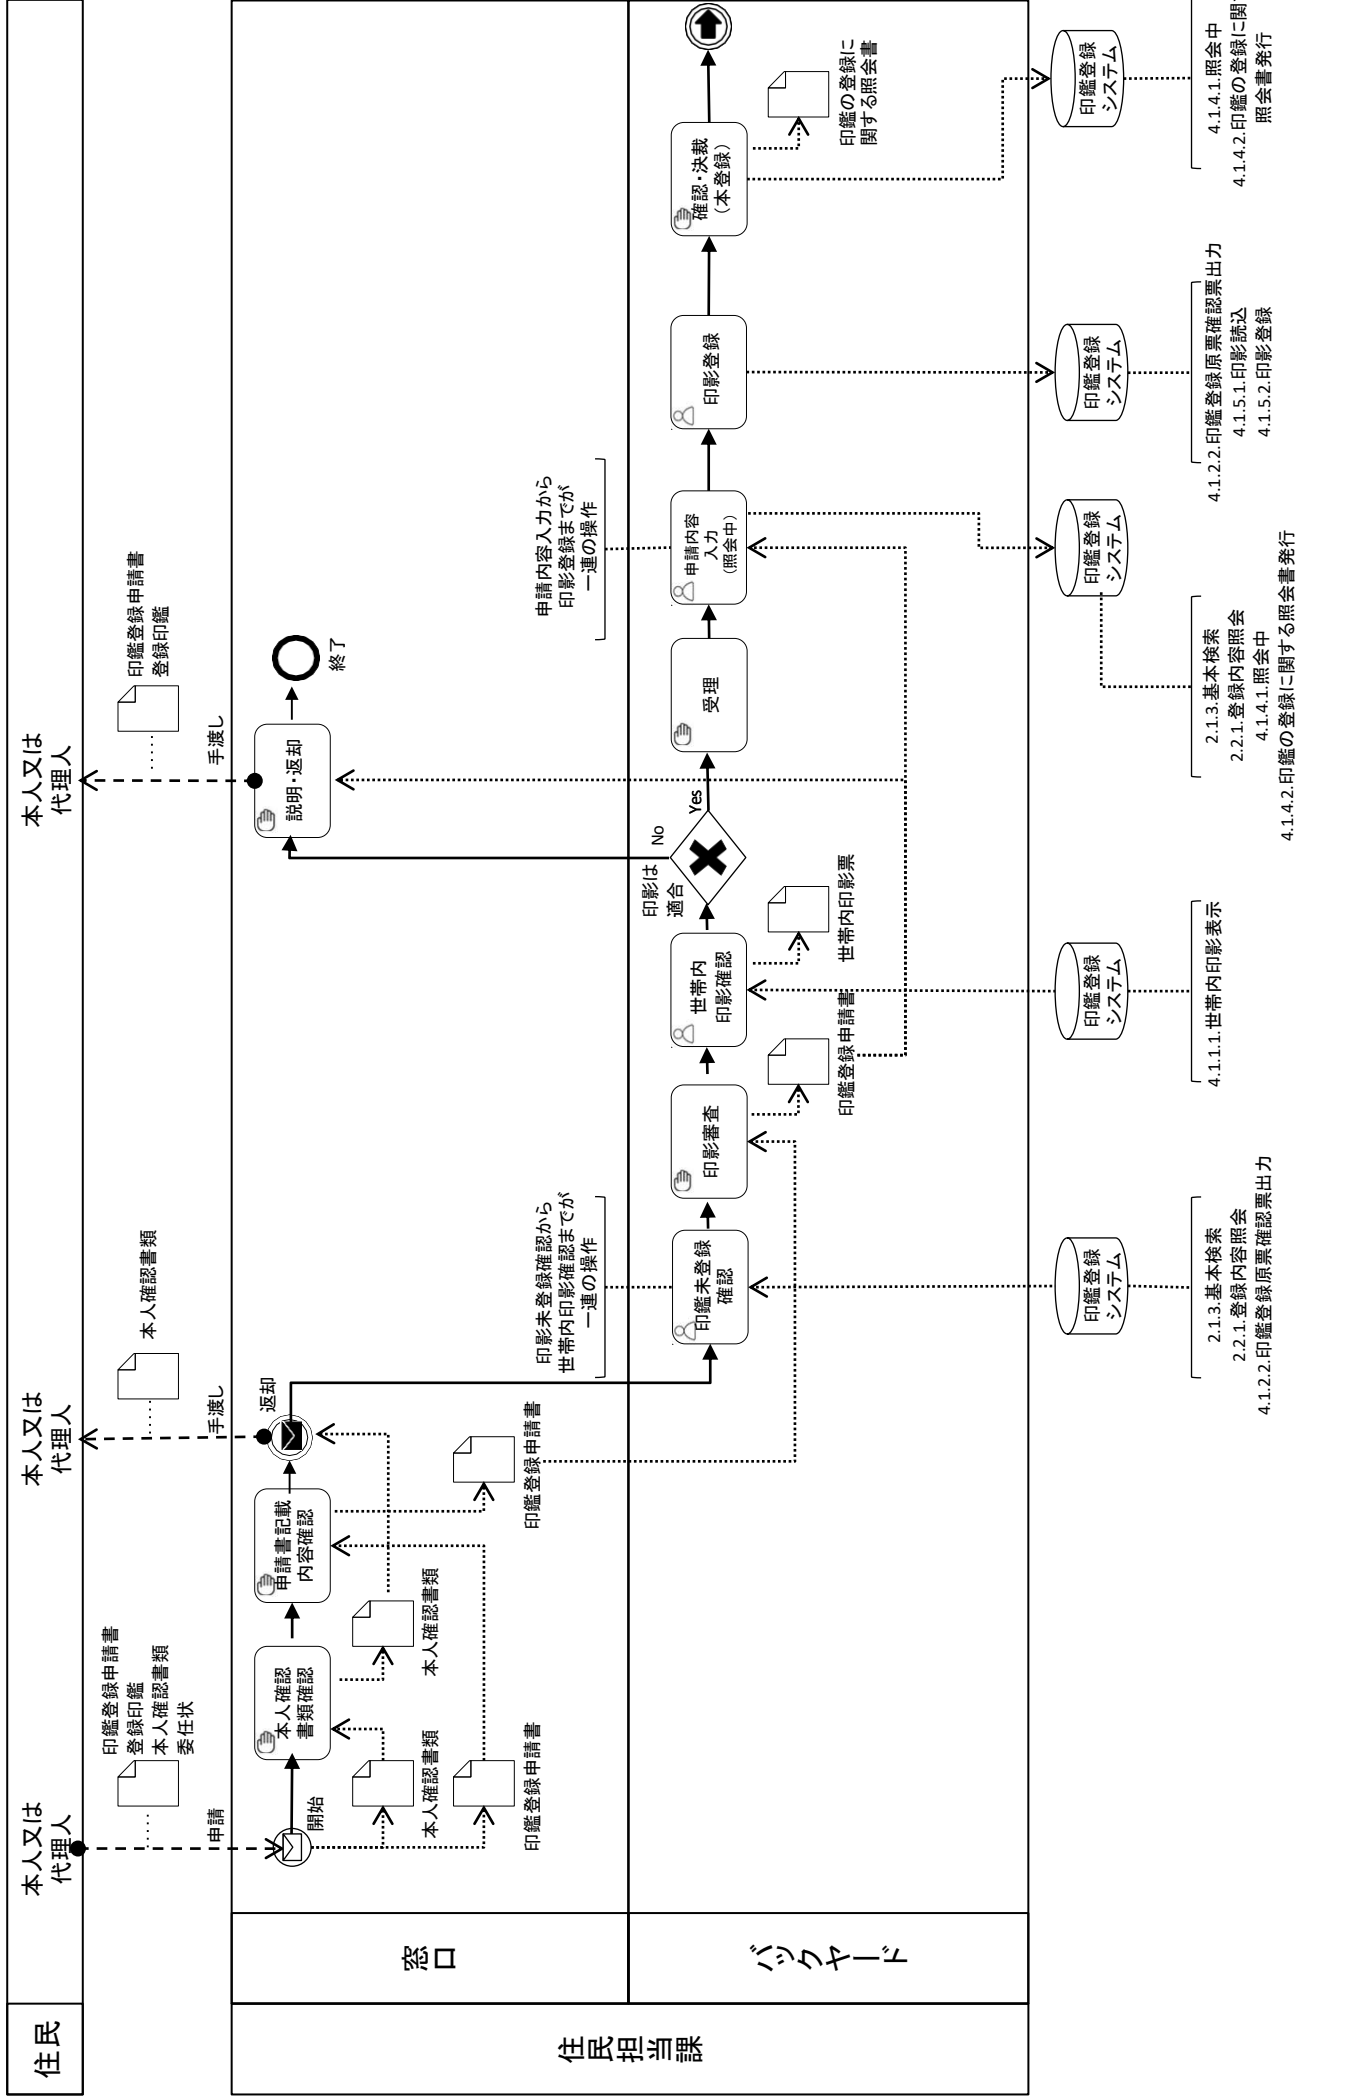 住民
本人又は
代理人
印鑑登録申請書
登録印鑑
本人確認書類
委任状
申請
本人又は
代理人
本人確認書類
手渡し
本人又は
代理人
印鑑登録申請書
登録印鑑
手渡し
住民担当課
窓口
開始
本人確認
書類確認
申請書記載
内容確認
返却
本人確認書類
印鑑登録申請書
本人確認書類
印鑑登録申請書
説明・返却
終了
バックヤード
印影未登録確認から
世帯内印影確認までが
一連の操作
印鑑未登録
確認
印影審査
印鑑登録申請書
世帯内
印影確認
世帯内印影票
印影は
適合
No
Yes
受理
申請内容入力から
印影登録までが
一連の操作
申請内容
入力
(照会中)
印影登録
確認・決裁
(本登録)
印鑑の登録に
関する照会書
印鑑登録
システム
2.1.3.基本検索
2.2.1.登録内容照会
4.1.2.2.印鑑登録原票確認票出力
印鑑登録
システム
4.1.1.1.世帯内印影表示
印鑑登録
システム
2.1.3.基本検索
2.2.1.登録内容照会
4.1.4.1.照会中
4.1.4.2.印鑑の登録に関する照会書発行
印鑑登録
システム
4.1.2.2.印鑑登録原票確認票出力
4.1.5.1.印影読込
4.1.5.2.印影登録
印鑑登録
システム
4.1.4.1.照会中
4.1.4.2.印鑑の登録に関
照会書発行